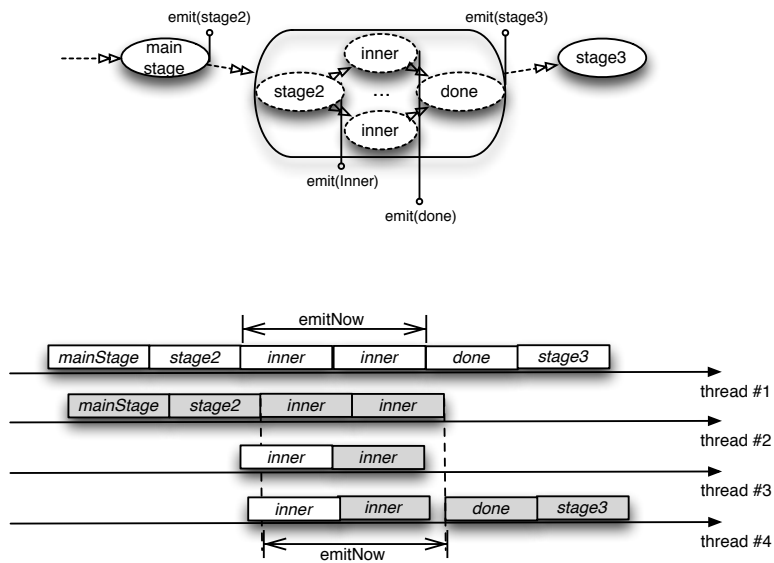 emit(stage2)
emit(stage3)
main
stage
inner
stage3
stage2
...
done
inner
emit(Inner)
emit(done)
emitNow
mainStage stage2 inner inner done stage3
thread #1
mainStage stage2 inner inner
thread #2
inner inner
thread #3
inner inner done stage3
thread #4
emitNow